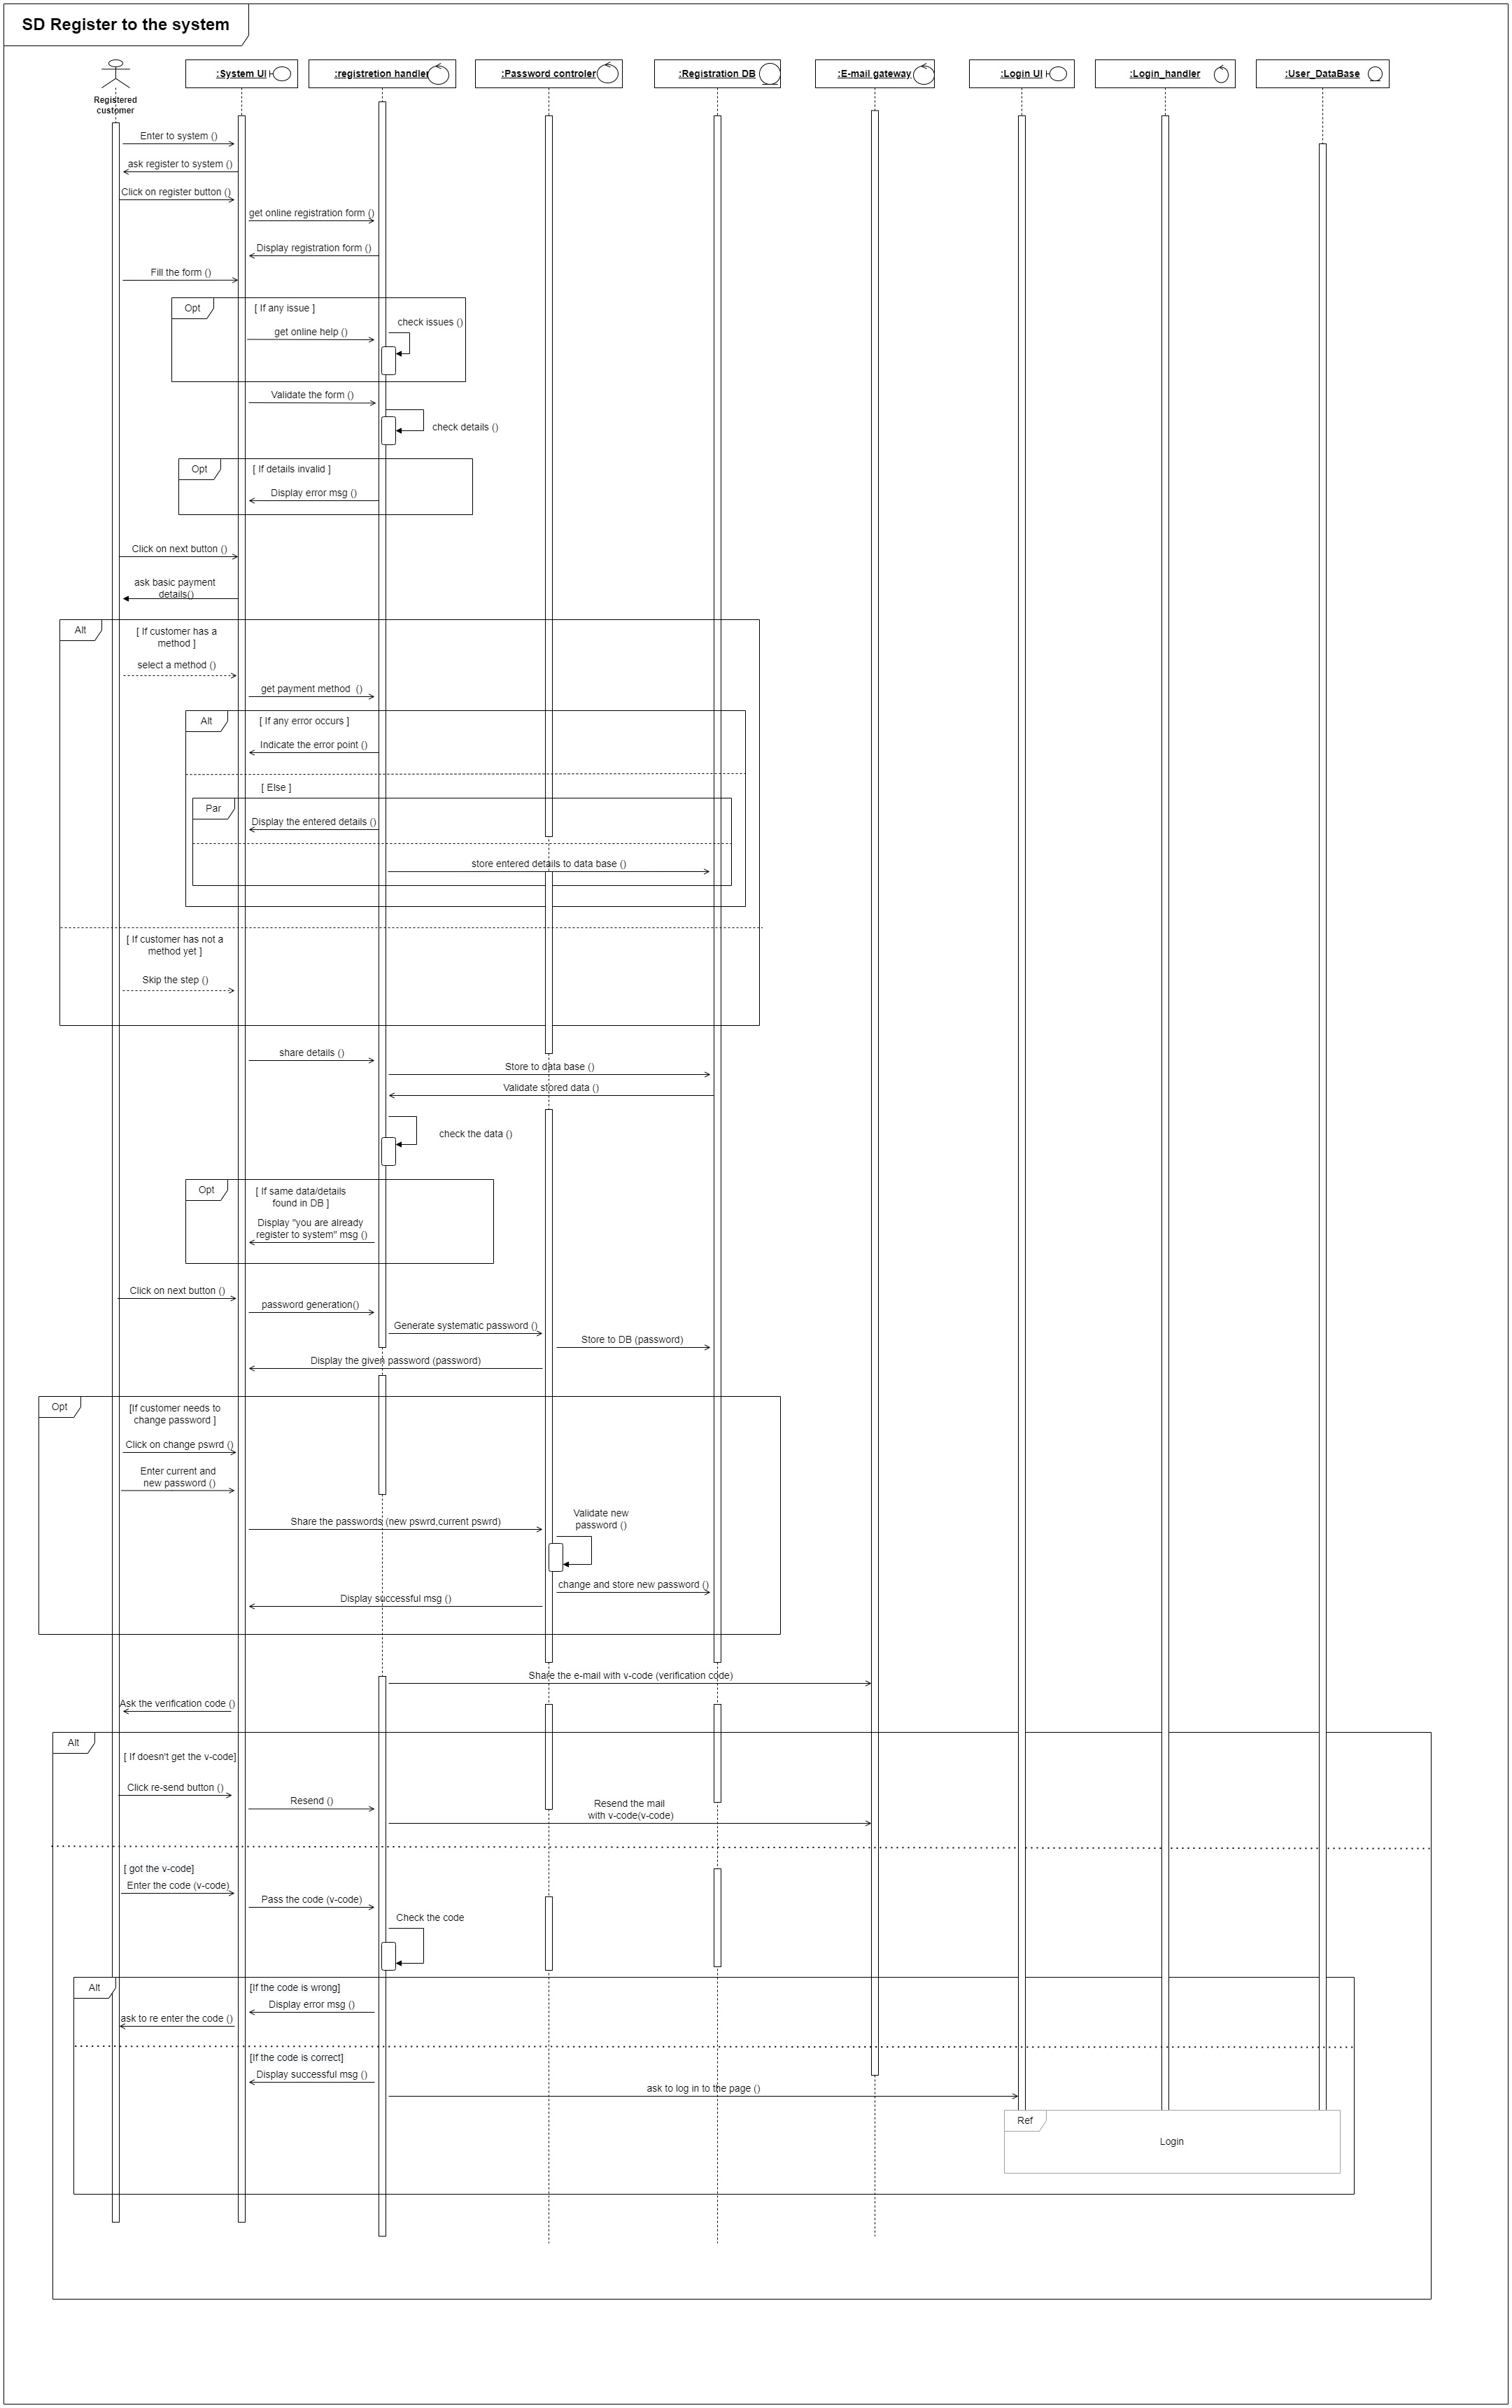 SD Register to the system
Registered
customer
:System UI
:registretion handler
:Password controler
:Registration DB
:E-mail gateway
:Login UI
:Login_handler
:User_DataBase
Enter to system ()
ask register to system ()
Click on register button ()
get online registration form ()
Display registration form ()
Fill the form ()
Opt
[ If any issue ]
check issues ()
get online help ()
Validate the form ()
check details ()
Opt
[ If details invalid ]
Display error msg ()
Click on next button ()
ask basic payment
details()
Alt
[ If customer has a
method ]
select a method ()
get payment method  ()
Alt
[ If any error occurs ]
Indicate the error point ()
[ Else ]
Par
Display the entered details ()
store entered details to data base ()
[ If customer has not a
method yet ]
Skip the step ()
share details ()
Store to data base ()
Validate stored data ()
check the data ()
Opt
[ If same data/details
found in DB ]
Display "you are already
register to system" msg ()
Click on next button ()
password generation()
Generate systematic password ()
Store to DB (password)
Display the given password (password)
Opt
[If customer needs to
change password ]
Click on change pswrd ()
Enter current and
new password ()
Share the passwords (new pswrd,current pswrd)
Validate new
password ()
change and store new password ()
Display successful msg ()
Share the e-mail with v-code (verification code)
Ask the verification code ()
Alt
[ If doesn't get the v-code]
Click re-send button ()
Resend ()
Resend the mail
with v-code(v-code)
[ got the v-code]
Enter the code (v-code)
Pass the code (v-code)
Check the code
Alt
[If the code is wrong]
Display error msg ()
ask to re enter the code ()
[If the code is correct]
Display successful msg ()
ask to log in to the page ()
Ref
Login